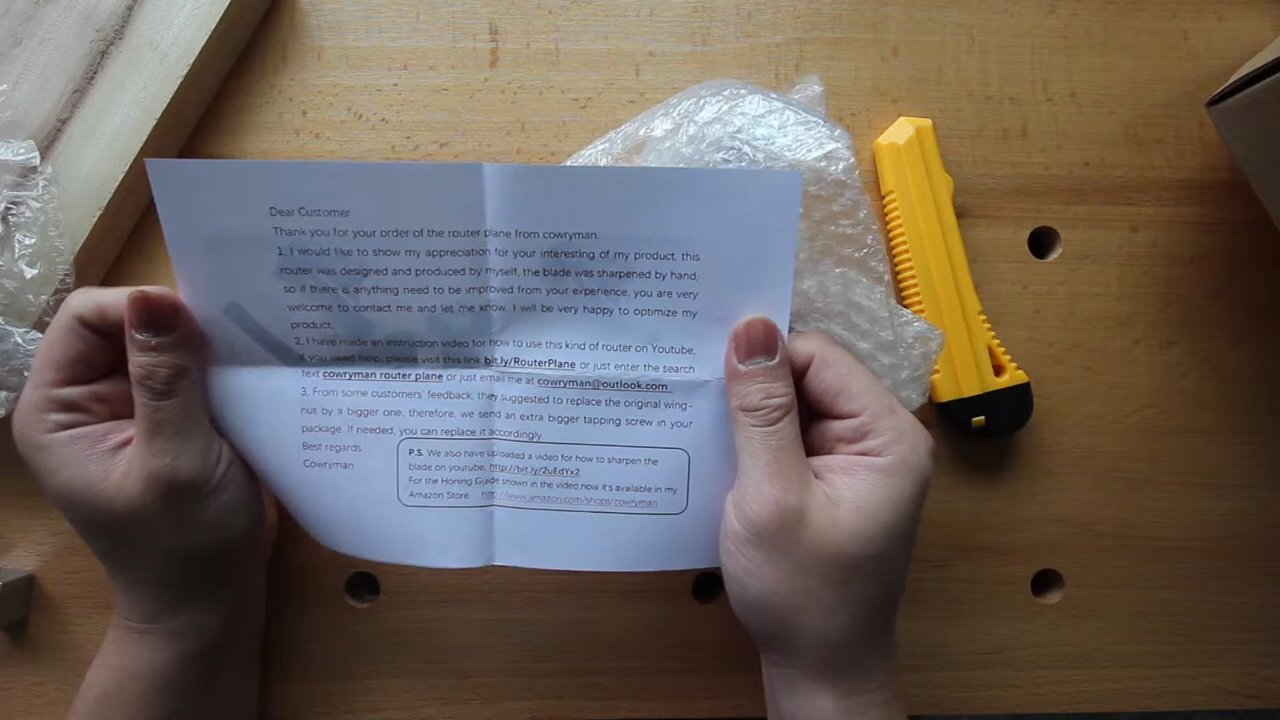 Dear Customer
Thank you for your order of the router plane from cowryman.
1. I would like to show my appreciation for your interesting of my product, this
router was designed and produced by myself, the blade was sharpened by hand,
so if there is anything need to be improved from your experience, you are very
welcome to contact me and let me know. I will be very happy to optimize my
product.
2. I have made an instruction video for how to use this kind of router on Youtube,
if you need help, please visit this link bit.ly/RouterPlane or just enter the search
text cowryman router plane or just email me at cowryman@outlook.com
3. From some customers' feedback, they suggested to replace the original wing-
nut by a bigger one, therefore, we send an extra bigger tapping screw in your
package. If needed, you can replace it accordingly.
Best regards
Cowryman
P.S. We also have uploaded a video for how to sharpen the
blade on youtube, http://bit.ly/2uEdYx2
For the Honing Guide shown in the video,now it's available in my
Amazon Store http://www.amazon.com/shops/cowryman